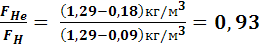 F_He / F_H = (1,29−0,18)кг/м³ / (1,29−0,09)кг/м³ = 0,93